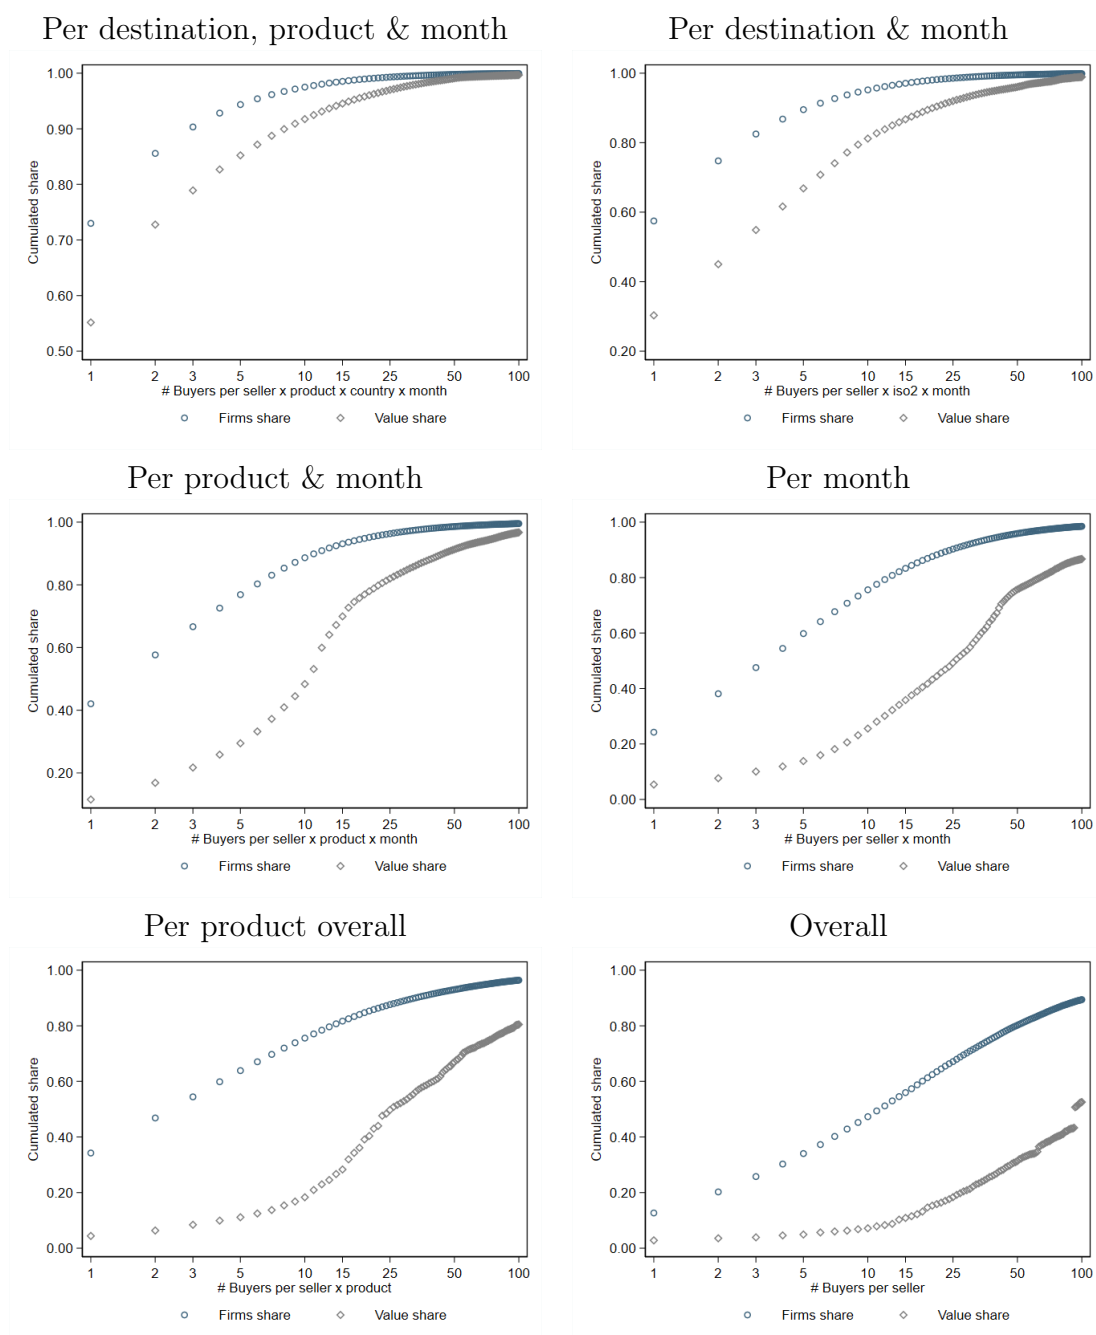 Per destination, product & month
Per destination & month
1.00
0.90
0.80
0.70
0.60
0.50
Cumulated share
1 2 3 5 10 15 25 50 100
# Buyers per seller x product x country x month
Firms share Value share
1.00
0.80
0.60
0.40
0.20
Cumulated share
1 2 3 5 10 15 25 50 100
# Buyers per seller x iso2 x month
Firms share Value share
Per product & month
Per month
1.00
0.80
0.60
0.40
0.20
Cumulated share
1 2 3 5 10 15 25 50 100
# Buyers per seller x product x month
Firms share Value share
1.00
0.80
0.60
0.40
0.20
0.00
Cumulated share
1 2 3 5 10 15 25 50 100
# Buyers per seller x month
Firms share Value share
Per product overall
Overall
1.00
0.80
0.60
0.40
0.20
0.00
Cumulated share
1 2 3 5 10 15 25 50 100
# Buyers per seller x product
Firms share Value share
1.00
0.80
0.60
0.40
0.20
0.00
Cumulated share
1 2 3 5 10 15 25 50 100
# Buyers per seller
Firms share Value share